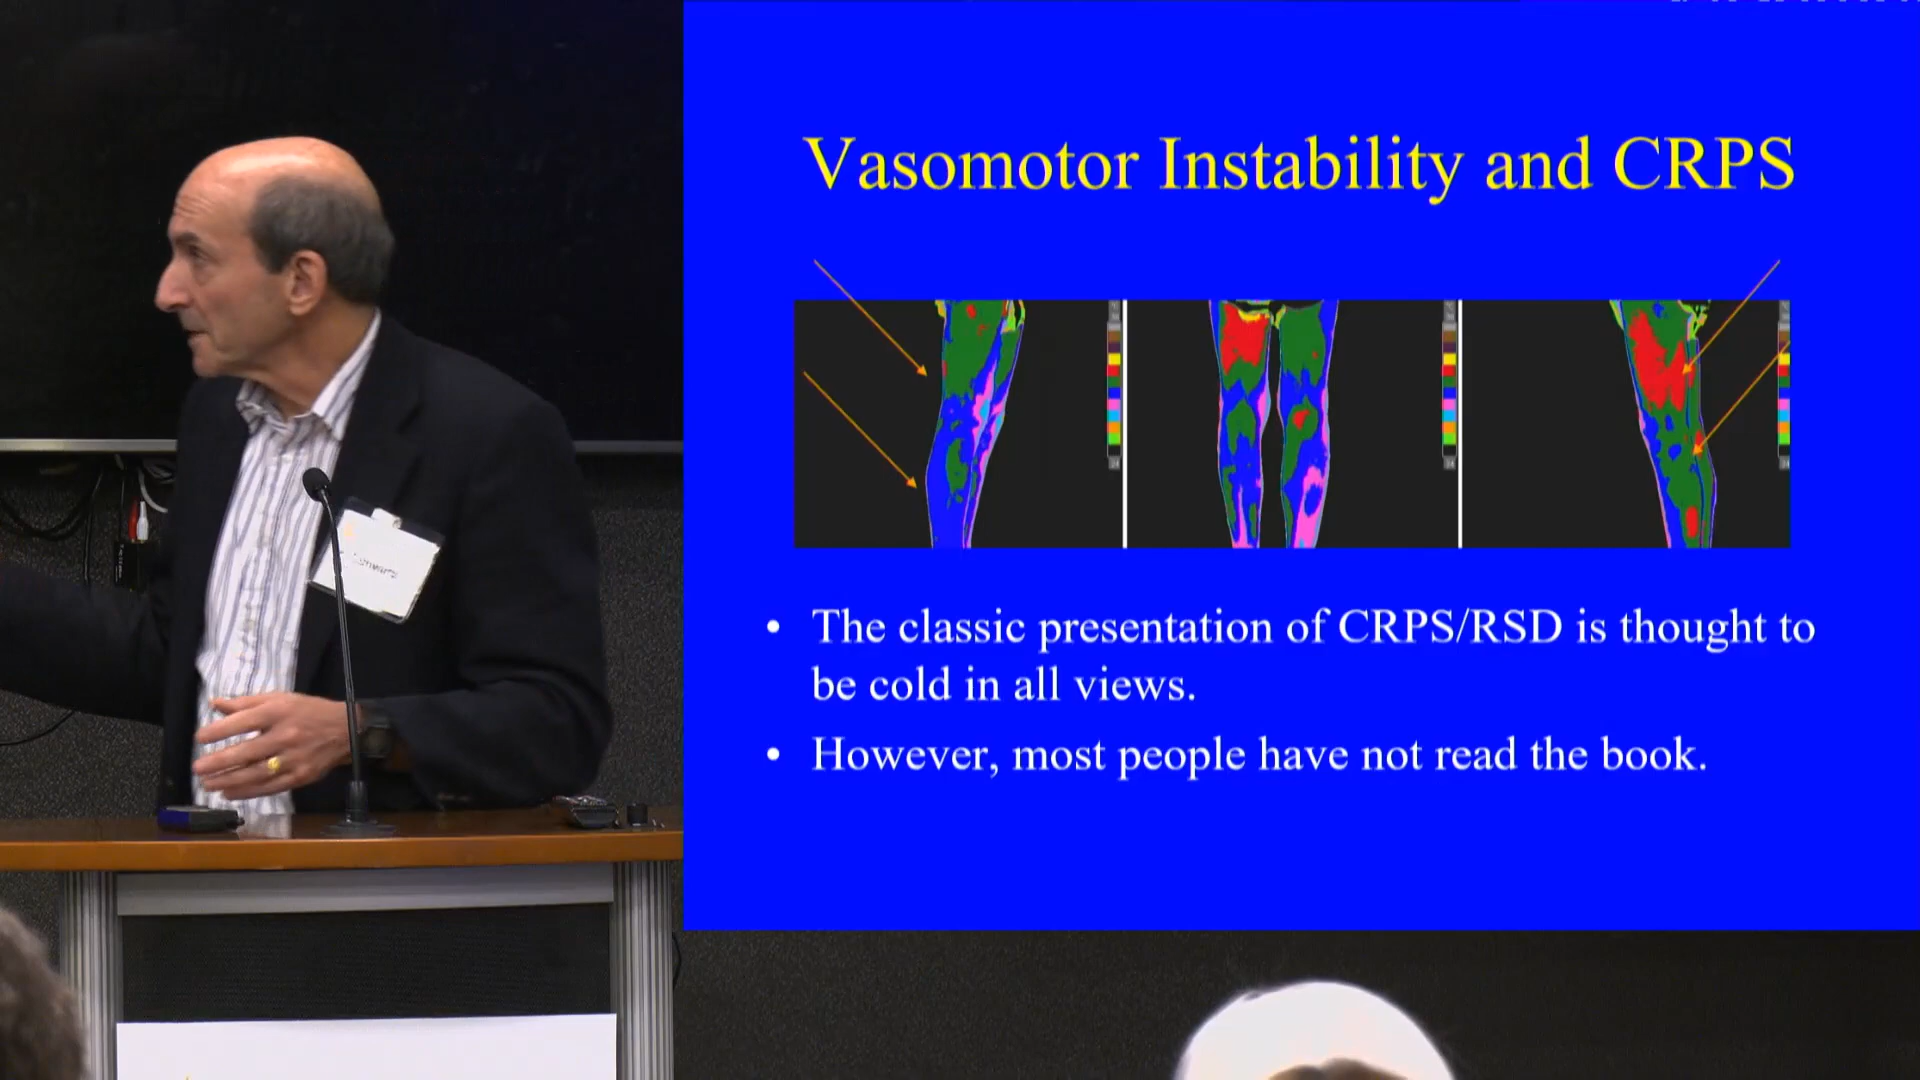 Vasomotor Instability and CRPS
• The classic presentation of CRPS/RSD is thought to
be cold in all views.
• However, most people have not read the book.